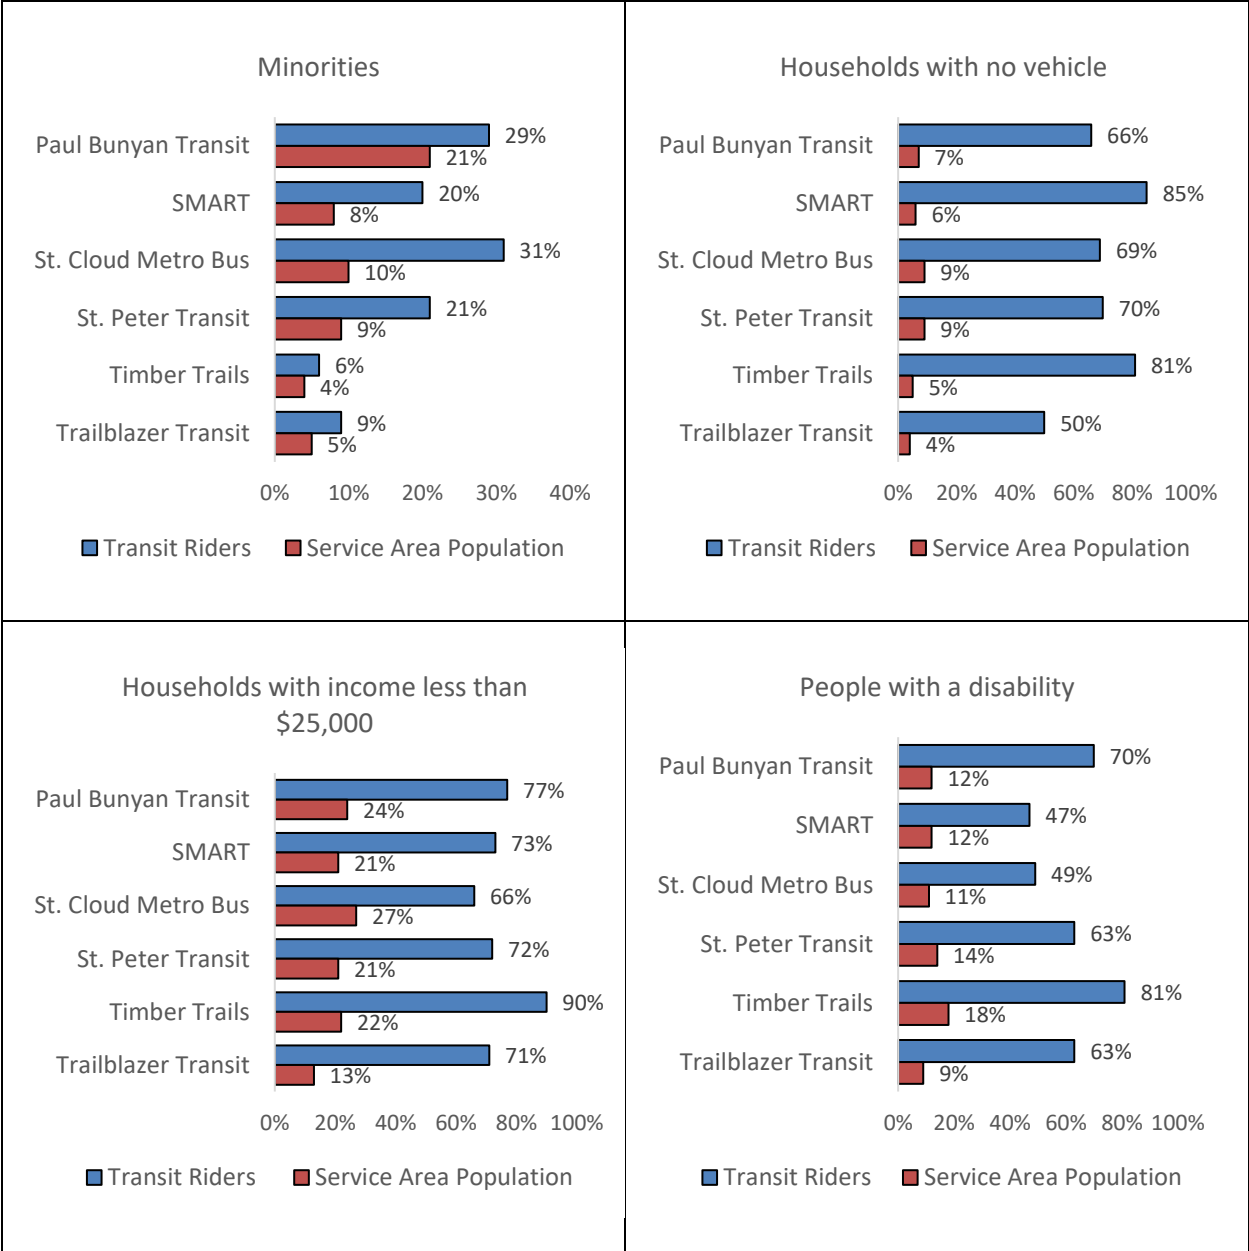 Minorities
Paul Bunyan Transit 29%
21%
SMART 20%
8%
St. Cloud Metro Bus 31%
10%
St. Peter Transit 21%
9%
Timber Trails 6%
4%
Trailblazer Transit 9%
5%
0% 10% 20% 30% 40%
Transit Riders Service Area Population
Households with no vehicle
Paul Bunyan Transit 66%
7%
SMART 85%
6%
St. Cloud Metro Bus 69%
9%
St. Peter Transit 70%
9%
Timber Trails 81%
5%
Trailblazer Transit 50%
4%
0% 20% 40% 60% 80% 100%
Transit Riders Service Area Population
Households with income less than
$25,000
Paul Bunyan Transit 77%
24%
SMART 73%
21%
St. Cloud Metro Bus 66%
27%
St. Peter Transit 72%
21%
Timber Trails 90%
22%
Trailblazer Transit 71%
13%
0% 20% 40% 60% 80% 100%
Transit Riders Service Area Population
People with a disability
Paul Bunyan Transit 70%
12%
SMART 47%
12%
St. Cloud Metro Bus 49%
11%
St. Peter Transit 63%
14%
Timber Trails 81%
18%
Trailblazer Transit 63%
9%
0% 20% 40% 60% 80% 100%
Transit Riders Service Area Population